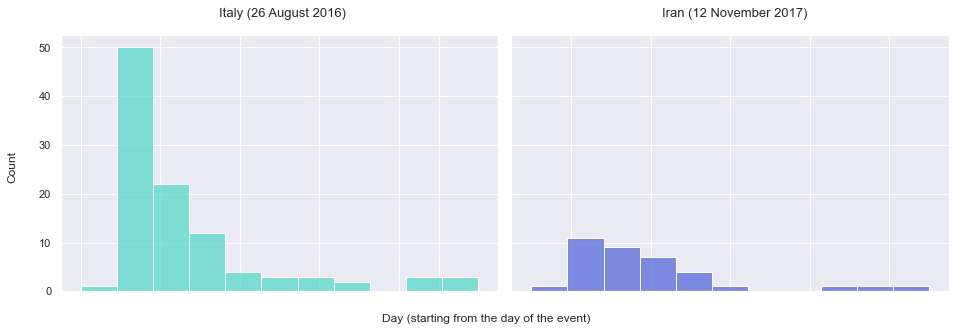 Italy (26 August 2016)
Iran (12 November 2017)
50
40
30
20
10
0
Count
Day (starting from the day of the event)